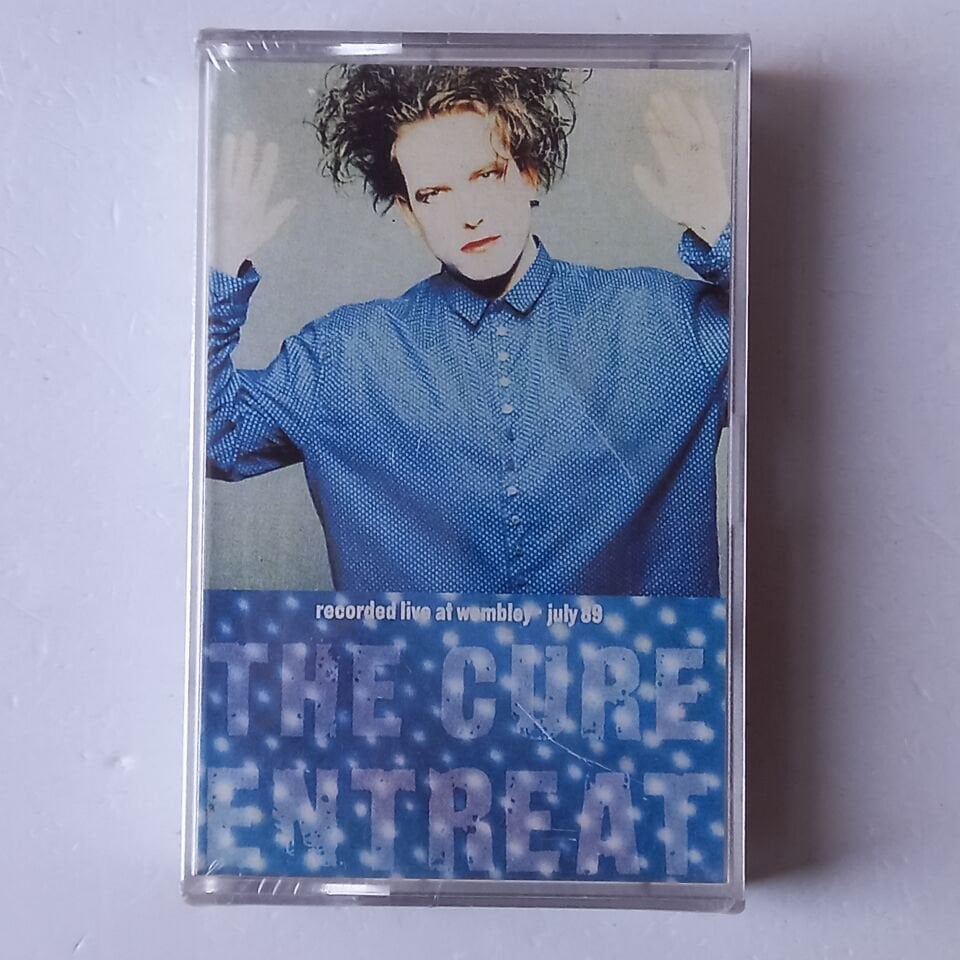 recorded live at wembley · july 89
THE CURE
ENTREAT